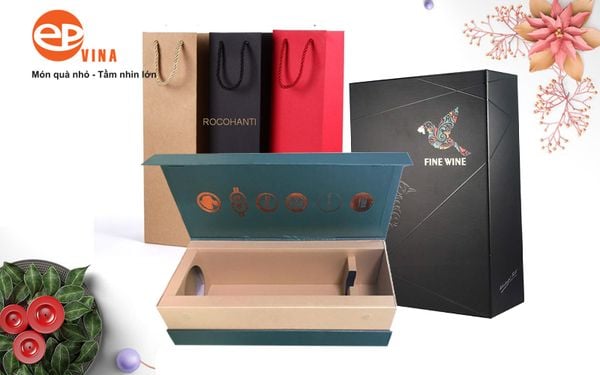 ep
VINA
Món quà nhỏ - Tầm nhìn lớn
ROCOHANTI
FINE WINE